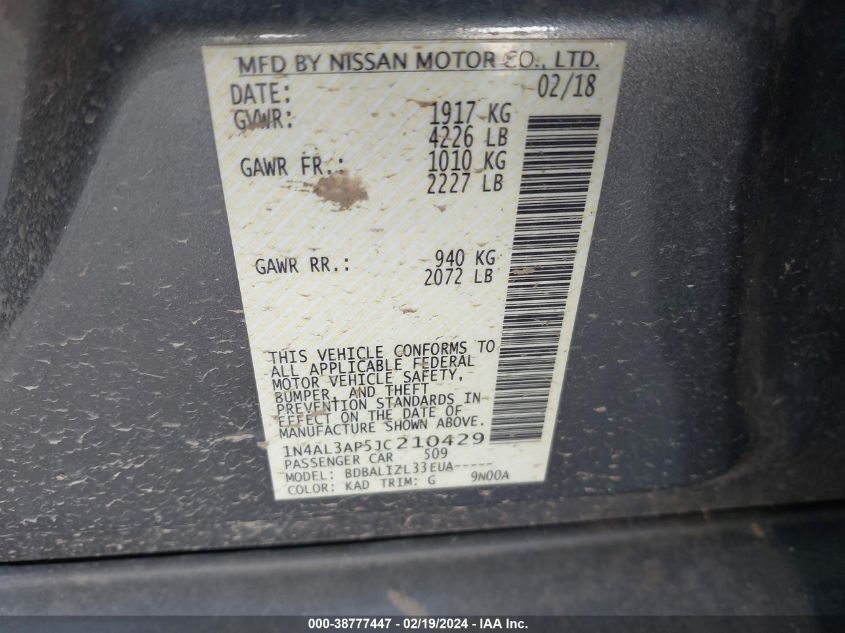 MFD BY NISSAN MOTOR CO., LTD.
DATE: 02/18
GVWR: 1917 KG
4226 LB
GAWR FR.: 1010 KG
2227 LB
GAWR RR.: 940 KG
2072 LB
THIS VEHICLE CONFORMS TO
ALL APPLICABLE FEDERAL
MOTOR VEHICLE SAFETY,
BUMPER, AND THEFT
PREVENTION STANDARDS IN
EFFECT ON THE DATE OF
MANUFACTURE SHOWN ABOVE.
1N4AL3AP5JC210429
PASSENGER CAR 509
MODEL: BDBALIZL33EUA-----
COLOR: KAD TRIM: G 9N00A
000-38777447 - 02/19/2024 - IAA Inc.